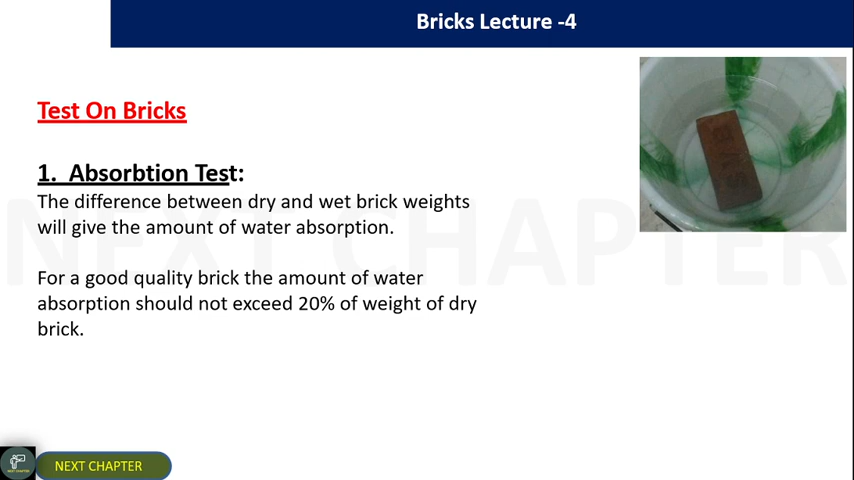 Bricks Lecture -4
Test On Bricks
1. Absorbtion Test:
The difference between dry and wet brick weights
will give the amount of water absorption.
For a good quality brick the amount of water
absorption should not exceed 20% of weight of dry
brick.
NEXT CHAPTER
NEXT CHAPTER